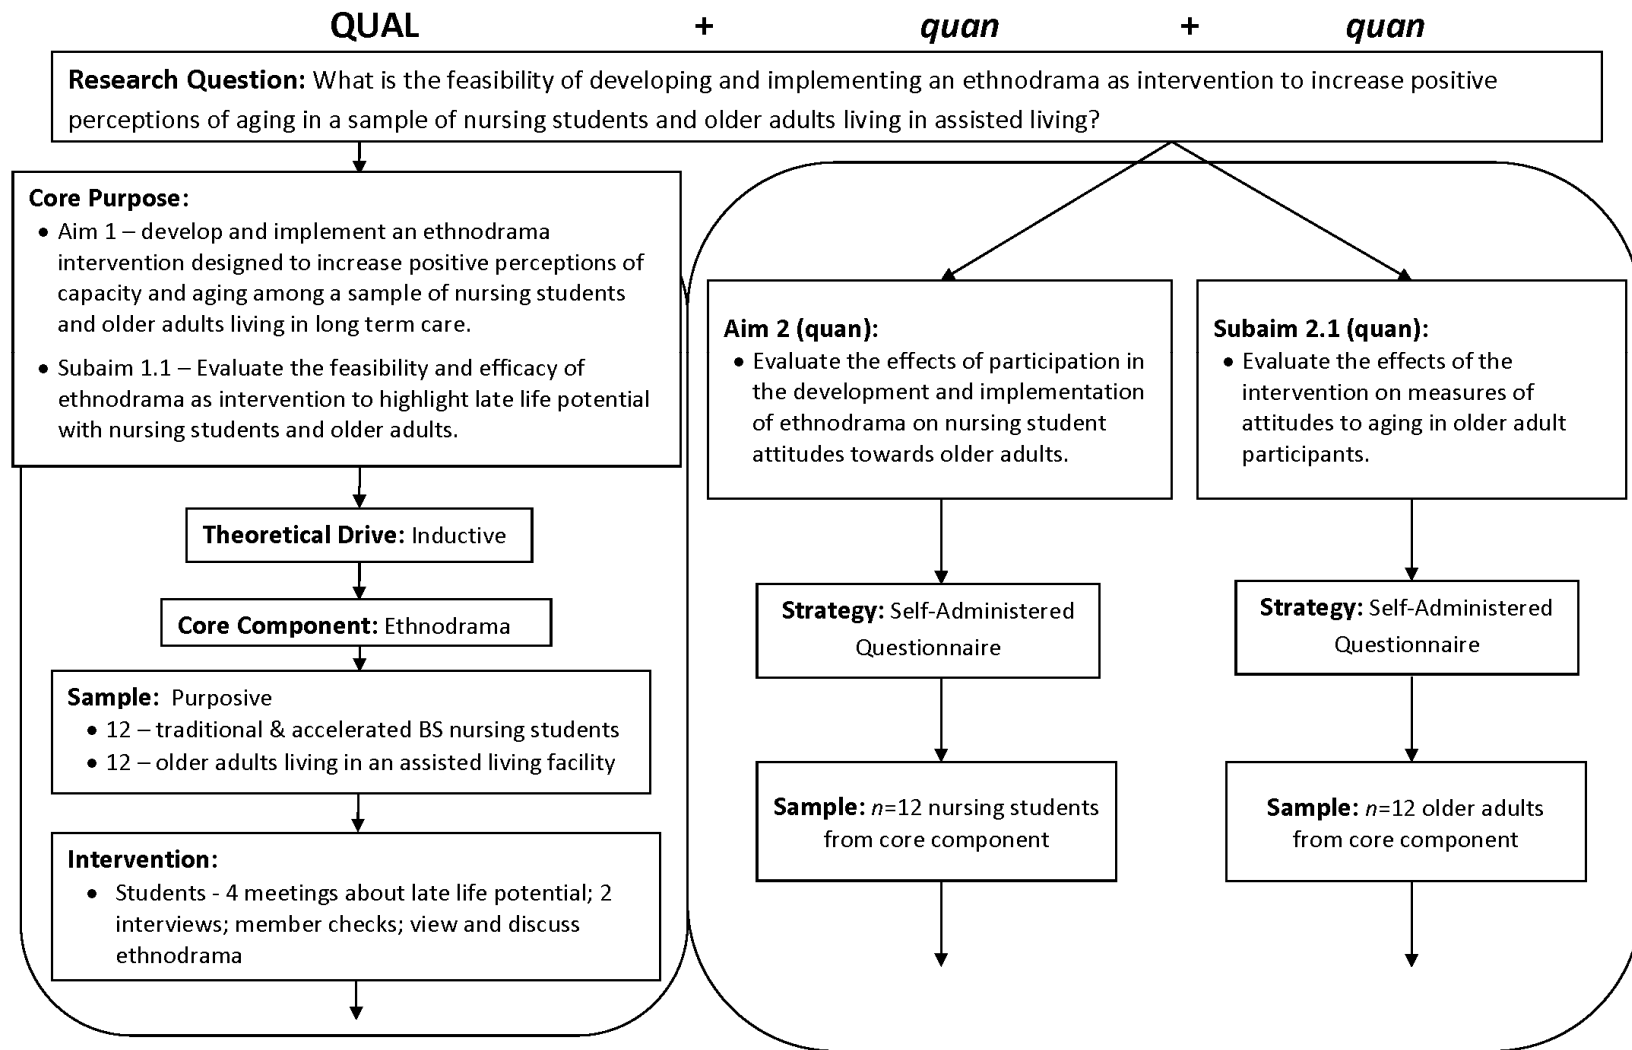 QUAL + quan + quan
Research Question: What is the feasibility of developing and implementing an ethnodrama as intervention to increase positive
perceptions of aging in a sample of nursing students and older adults living in assisted living?
Core Purpose:
• Aim 1 – develop and implement an ethnodrama
intervention designed to increase positive perceptions of
capacity and aging among a sample of nursing students
and older adults living in long term care.
• Subaim 1.1 – Evaluate the feasibility and efficacy of
ethnodrama as intervention to highlight late life potential
with nursing students and older adults.
Theoretical Drive: Inductive
Core Component: Ethnodrama
Sample: Purposive
• 12 – traditional & accelerated BS nursing students
• 12 – older adults living in an assisted living facility
Intervention:
• Students - 4 meetings about late life potential; 2
interviews; member checks; view and discuss
ethnodrama
Aim 2 (quan):
• Evaluate the effects of participation in
the development and implementation
of ethnodrama on nursing student
attitudes towards older adults.
Strategy: Self-Administered
Questionnaire
Sample: n=12 nursing students
from core component
Subaim 2.1 (quan):
• Evaluate the effects of the
intervention on measures of
attitudes to aging in older adult
participants.
Strategy: Self-Administered
Questionnaire
Sample: n=12 older adults
from core component